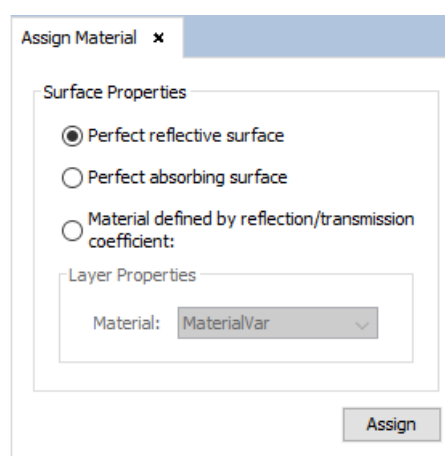 Assign Material ×
Surface Properties
Perfect reflective surface
Perfect absorbing surface
Material defined by reflection/transmission
coefficient:
Layer Properties
Material: MaterialVar
Assign